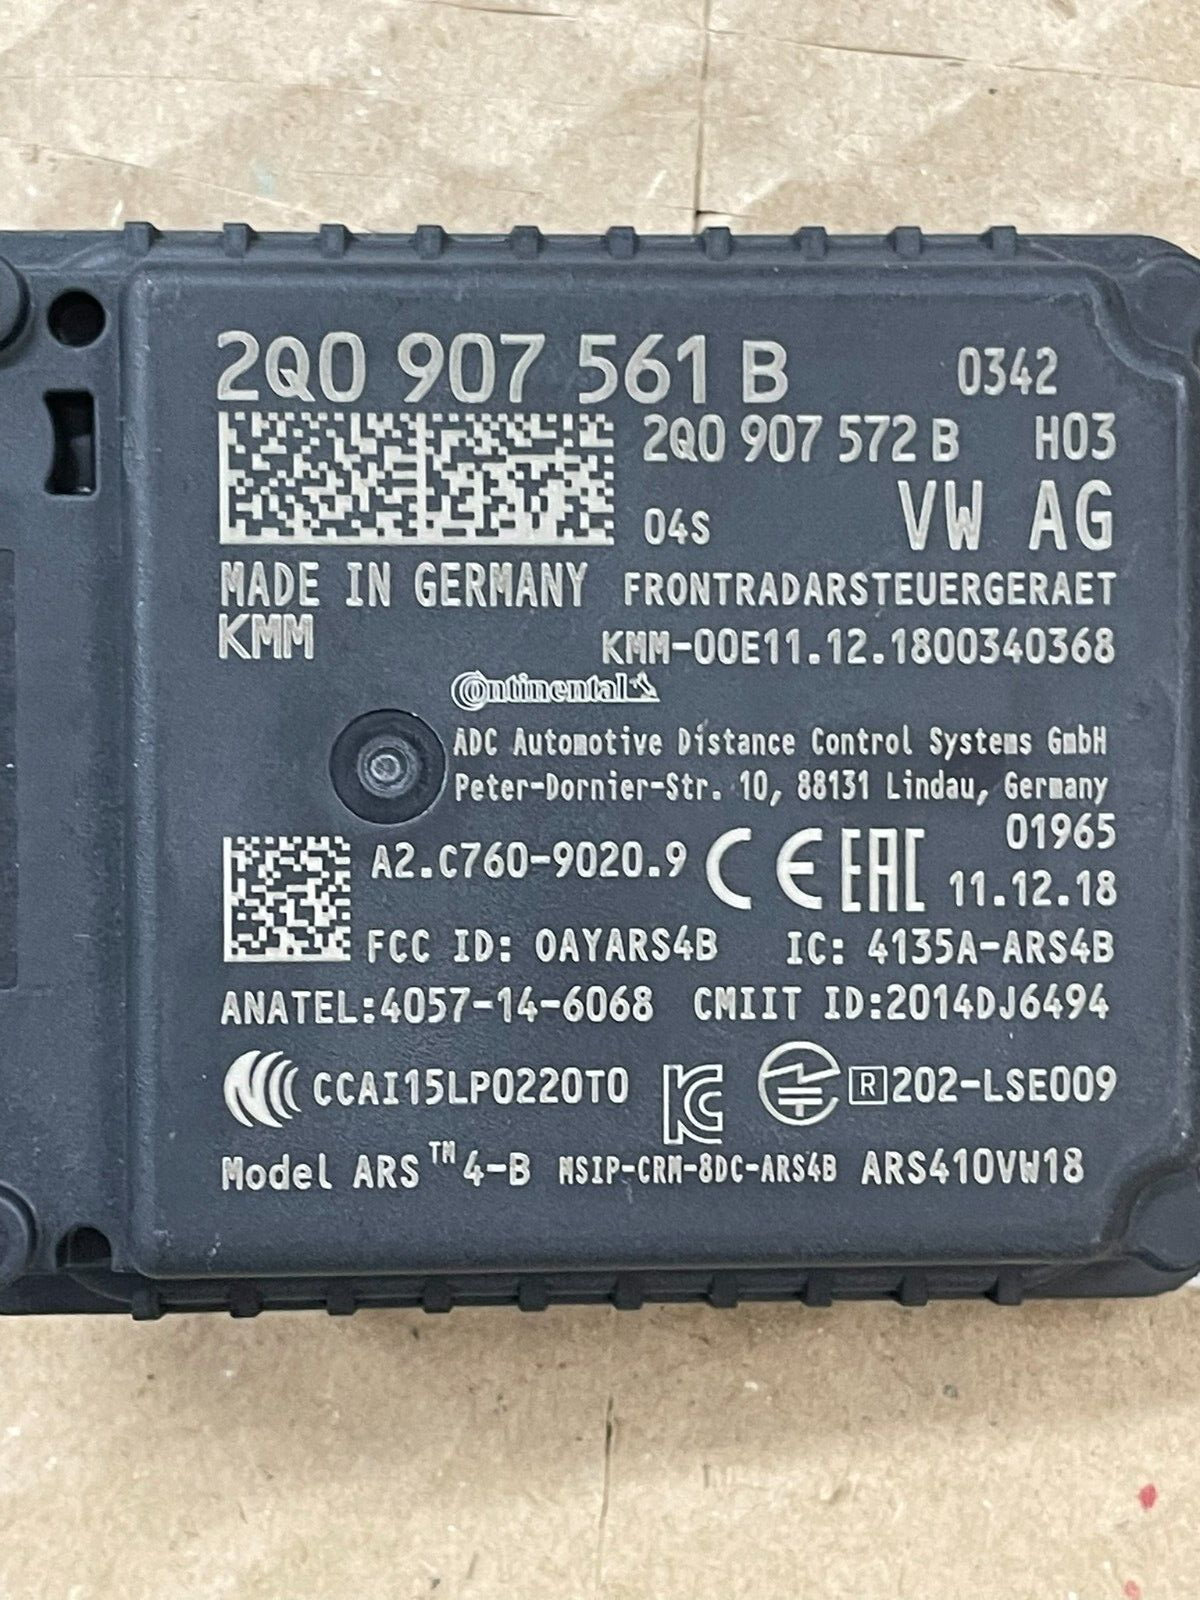 2Q0 907 561 B 0342
2Q0 907 572 B H03
04S VW AG
MADE IN GERMANY FRONTRADARSTEUERGERAET
KMM KMM-00E11.12.1800340368
Continental
ADC Automotive Distance Control Systems GmbH
Peter-Dornier-Str. 10, 88131 Lindau, Germany
01965
A2.C760-9020.9 CE EAC 11.12.18
FCC ID: OAYARS4B IC: 4135A-ARS4B
ANATEL:4057-14-6068 CMIIT ID:2014DJ6494
CCAI15LP0220T0 KC R 202-LSE009
Model ARS™4-B MSIP-CRM-8DC-ARS4B ARS410VW18